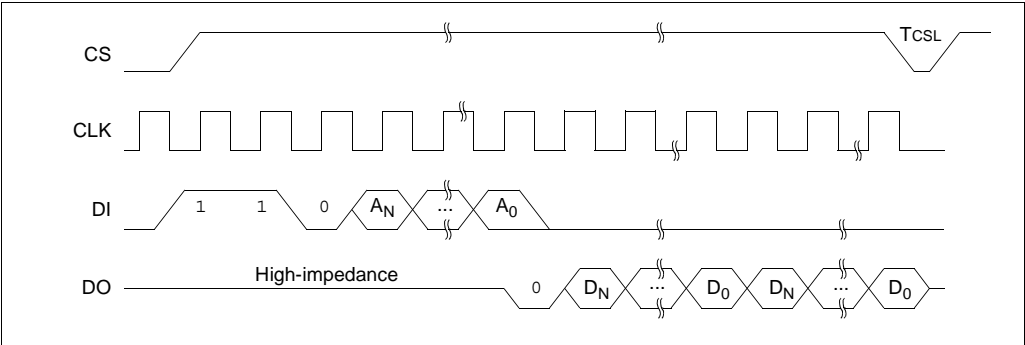 CS TCSL
CLK
DI 1 1 0 AN ... A0
DO High-impedance 0 DN ... D0 DN ... D0